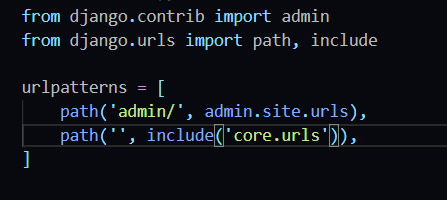 from django.contrib import admin
from django.urls import path, include

urlpatterns = [
    path('admin/', admin.site.urls),
    path('', include('core.urls')),
]